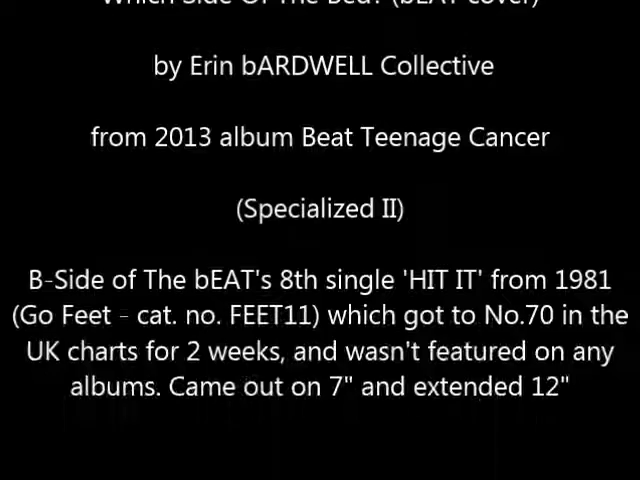 Which Side Of The Bed? (bEAT cover)
by Erin bARDWELL Collective
from 2013 album Beat Teenage Cancer
(Specialized II)
B-Side of The bEAT's 8th single 'HIT IT' from 1981
(Go Feet - cat. no. FEET11) which got to No.70 in the
UK charts for 2 weeks, and wasn't featured on any
albums. Came out on 7" and extended 12"